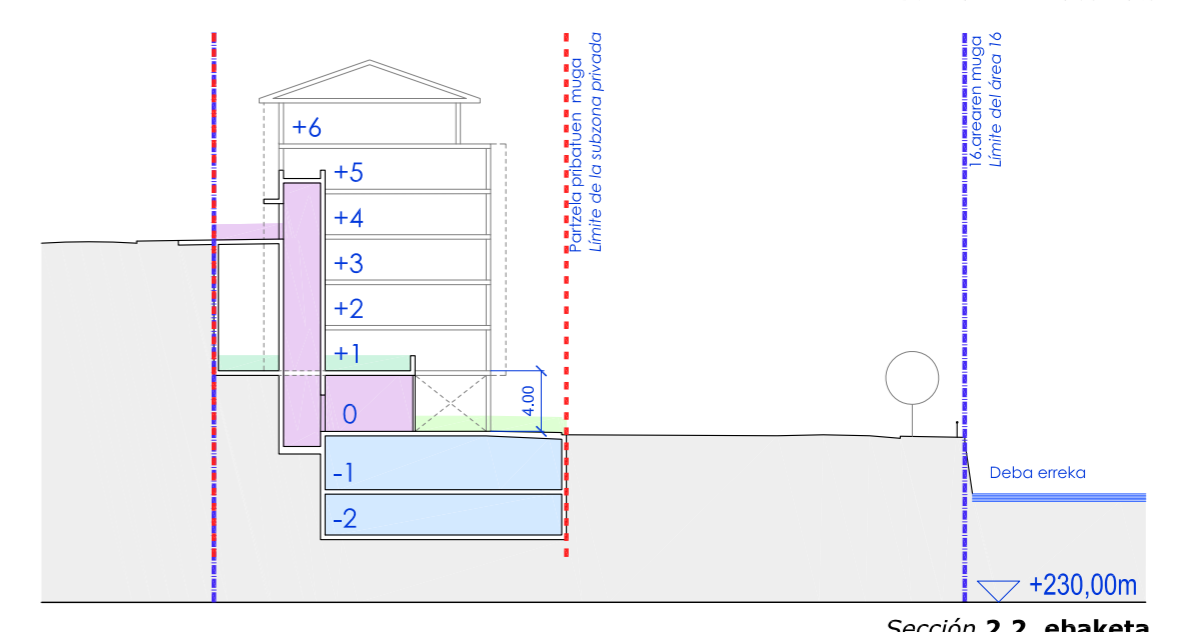 +6
+5
+4
+3
+2
+1
0
-1
-2
4.00
Partzela pribatuen muga
Límite de la subzona privada
16.arearen muga
Límite del área 16
Deba erreka
+230,00m
Sección 2.2. ebaketa